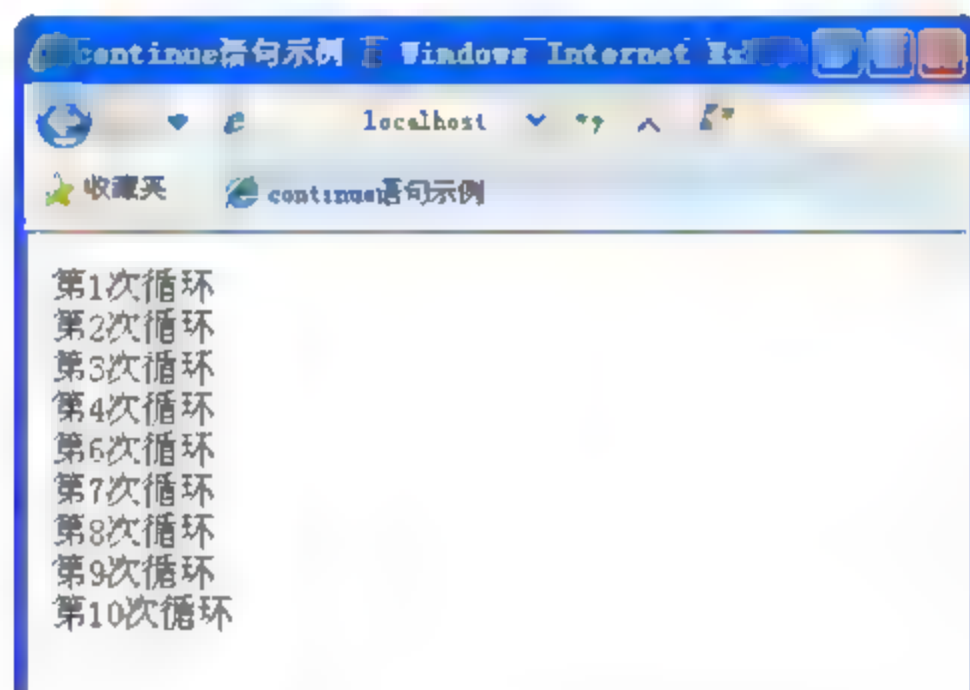 continue语句示例 - Windows Internet
localhost
收藏夹 continue语句示例
第1次循环
第2次循环
第3次循环
第4次循环
第6次循环
第7次循环
第8次循环
第9次循环
第10次循环